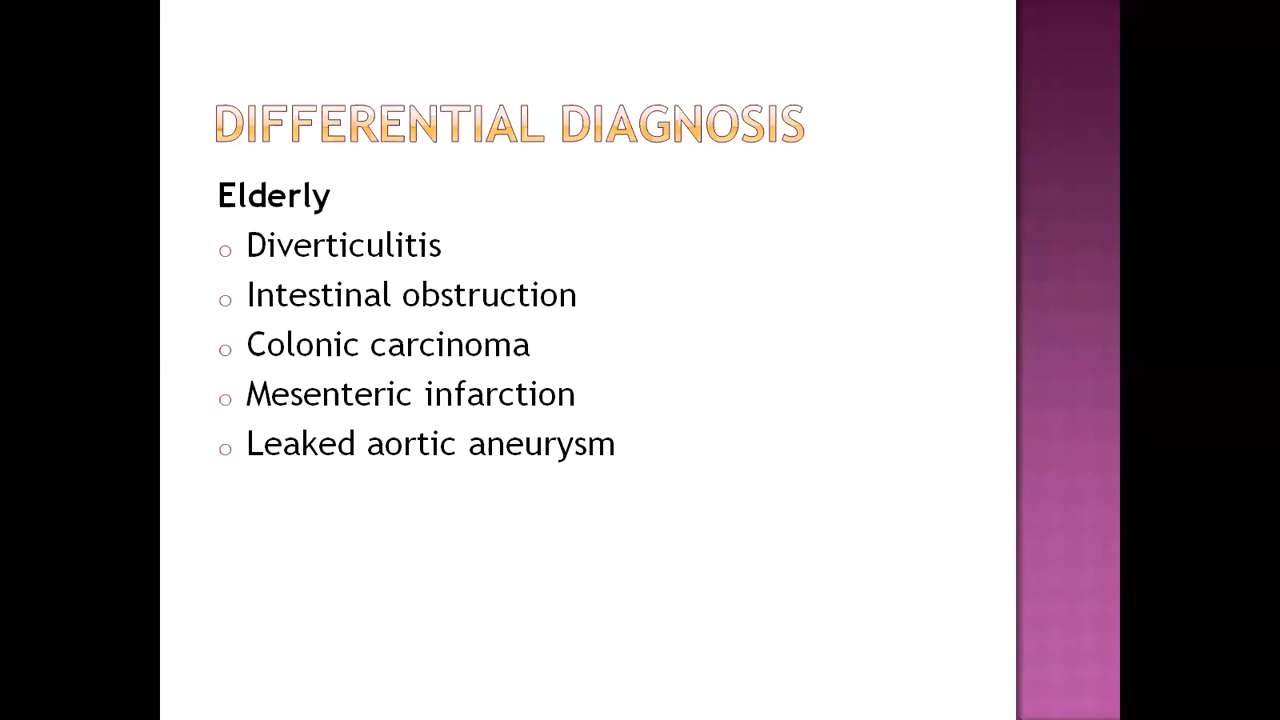 DIFFERENTIAL DIAGNOSIS
Elderly
Diverticulitis
Intestinal obstruction
Colonic carcinoma
Mesenteric infarction
Leaked aortic aneurysm